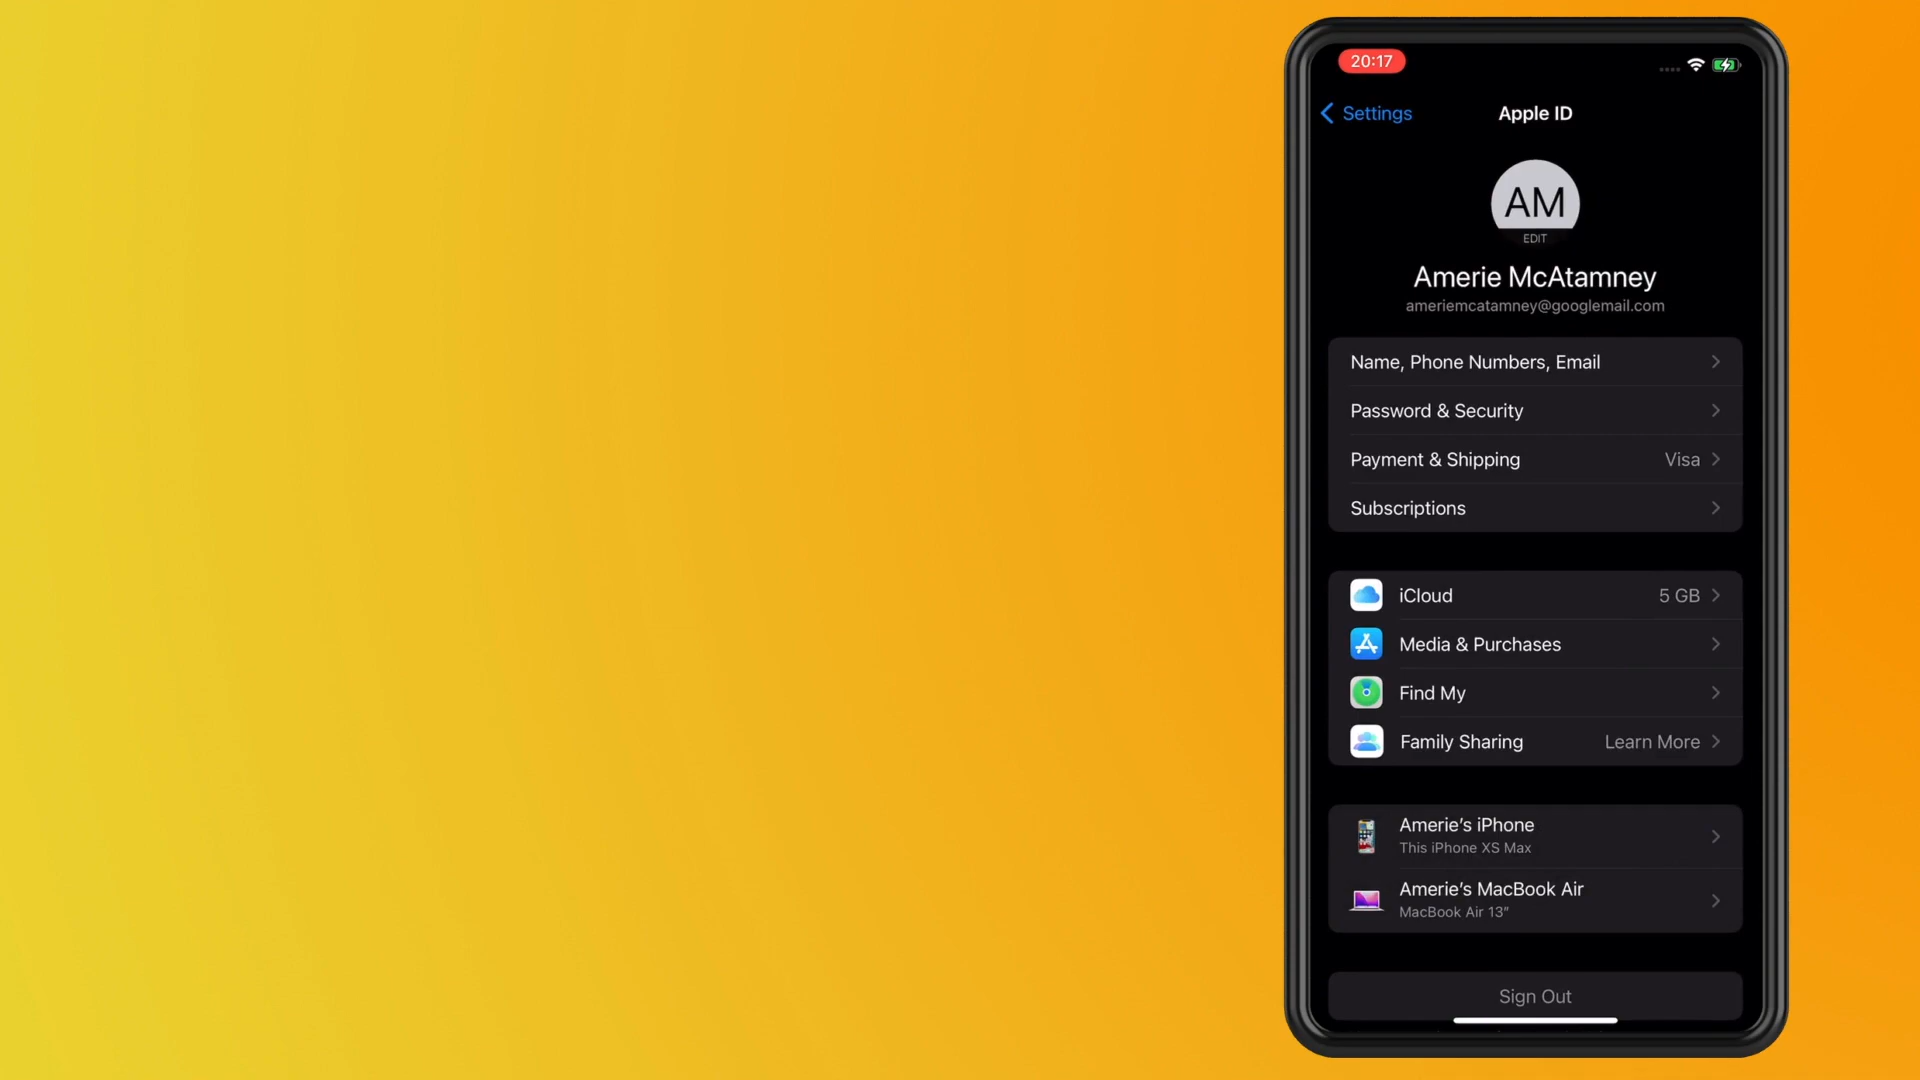 20:17
Settings
Apple ID
AM
EDIT
Amerie McAtamney
ameriemcatamney@googlemail.com
Name, Phone Numbers, Email
Password & Security
Payment & Shipping Visa
Subscriptions
iCloud 5 GB
Media & Purchases
Find My
Family Sharing Learn More
Amerie’s iPhone
This iPhone XS Max
Amerie’s MacBook Air
MacBook Air 13”
Sign Out